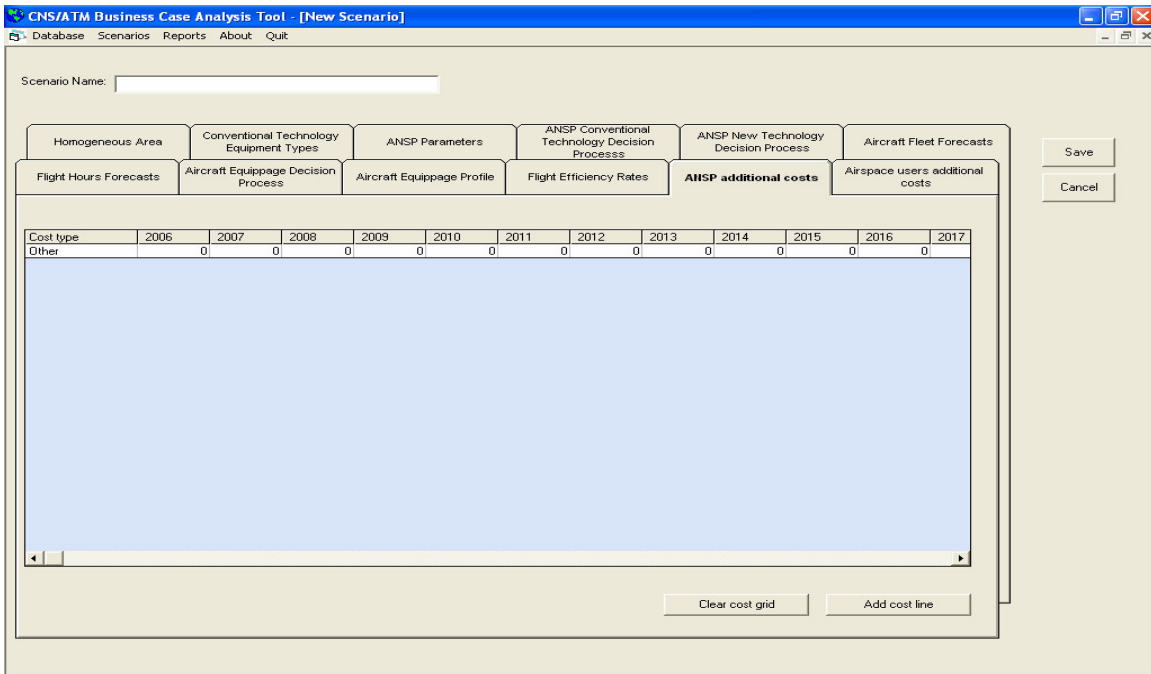 CNS/ATM Business Case Analysis Tool - [New Scenario]
Database Scenarios Reports About Quit
Scenario Name:
Homogeneous Area
Conventional Technology
Equipment Types
ANSP Parameters
ANSP Conventional
Technology Decision
Processs
ANSP New Technology
Decision Process
Aircraft Fleet Forecasts
Flight Hours Forecasts
Aircraft Equippage Decision
Process
Aircraft Equippage Profile
Flight Efficiency Rates
ANSP additional costs
Airspace users additional
costs
Save
Cancel
Cost type 2006 2007 2008 2009 2010 2011 2012 2013 2014 2015 2016 2017
Other 0 0 0 0 0 0 0 0 0 0 0
Clear cost grid Add cost line